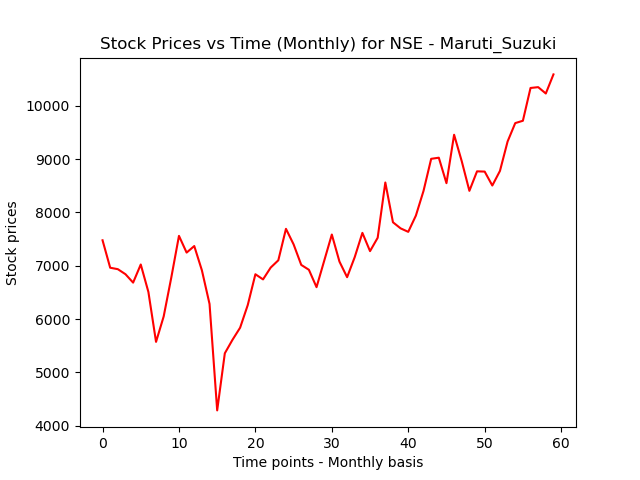 Stock Prices vs Time (Monthly) for NSE - Maruti_Suzuki
Stock prices
10000
9000
8000
7000
6000
5000
4000
0 10 20 30 40 50 60
Time points - Monthly basis